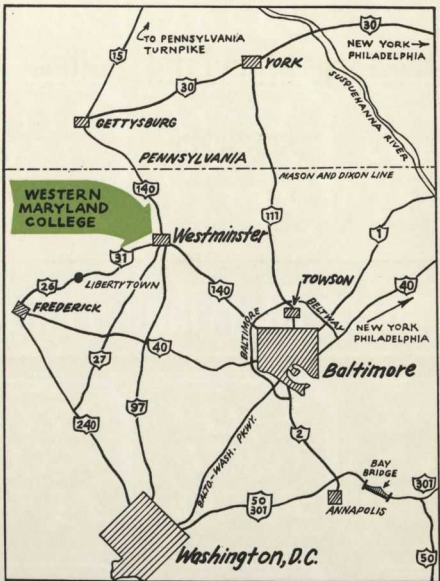 30
TO PENNSYLVANIA
TURNPIKE
15
NEW YORK→
PHILADELPHIA
YORK
30
SUSQUEHANNA
RIVER
GETTYSBURG
PENNSYLVANIA
MASON AND DIXON LINE
140
WESTERN
MARYLAND
COLLEGE
111
Westminster
1
31
26
LIBERTYTOWN
TOWSON
40
140
BALTIMORE
BELTWAY
FREDERICK
NEW YORK
PHILADELPHIA
40
27
Baltimore
97
240
BALTO.-WASH. PKWY.
2
BAY
BRIDGE
301
50
301
ANNAPOLIS
50
Washington, D.C.